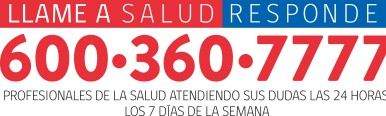 LLAME A SALUD RESPONDE
600•360•7777
PROFESIONALES DE LA SALUD ATENDIENDO SUS DUDAS LAS 24 HORAS
LOS 7 DÍAS DE LA SEMANA